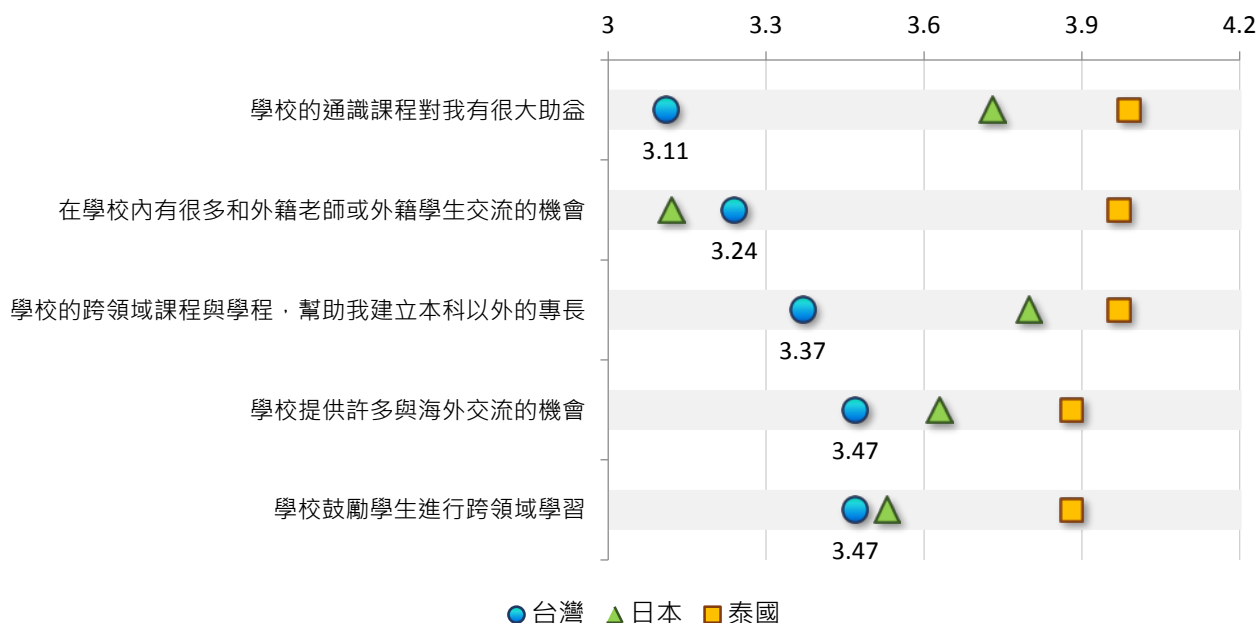 3 3.3 3.6 3.9 4.2
學校的通識課程對我有很大助益
3.11
在學校內有很多和外籍老師或外籍學生交流的機會
3.24
學校的跨領域課程與學程，幫助我建立本科以外的專長
3.37
學校提供許多與海外交流的機會
3.47
學校鼓勵學生進行跨領域學習
3.47
台灣 日本 泰國